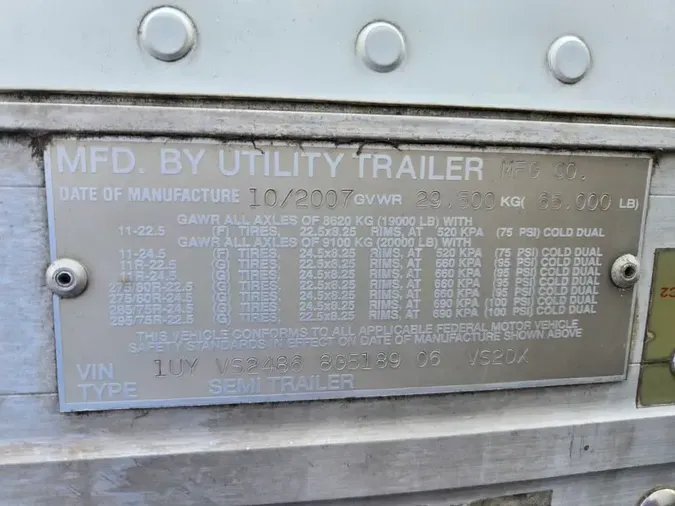 MFD. BY UTILITY TRAILER MFG CO.
DATE OF MANUFACTURE 10/2007 GVWR 29,500 KG( 65,000 LB)
GAWR ALL AXLES OF 8620 KG (19000 LB) WITH
11-22.5 (F) TIRES, 22.5x8.25 RIMS, AT 520 KPA (75 PSI) COLD DUAL
GAWR ALL AXLES OF 9100 KG (20000 LB) WITH
11-24.5 (F) TIRES, 24.5x8.25 RIMS, AT 520 KPA (75 PSI) COLD DUAL
11R-22.5 (G) TIRES, 22.5x8.25 RIMS, AT 660 KPA (95 PSI) COLD DUAL
11R-24.5 (G) TIRES, 24.5x8.25 RIMS, AT 660 KPA (95 PSI) COLD DUAL
(G) TIRES, 22.5x8.25 RIMS, AT 660 KPA (95 PSI) COLD DUAL
275/80R-24.5 (G) TIRES, 24.5x8.25 RIMS, AT 660 KPA (95 PSI) COLD DUAL
285/75R-24.5 (G) TIRES, 24.5x8.25 RIMS, AT 690 KPA (100 PSI) COLD DUAL
295/75R-22.5 (G) TIRES, 22.5x8.25 RIMS, AT 690 KPA (100 PSI) COLD DUAL
THIS VEHICLE CONFORMS TO ALL APPLICABLE FEDERAL MOTOR VEHICLE
SAFETY STANDARDS IN EFFECT ON DATE OF MANUFACTURE SHOWN ABOVE
VIN 1UY VS2486 8G5189 06 VS2DX
TYPE SEMI TRAILER
C2